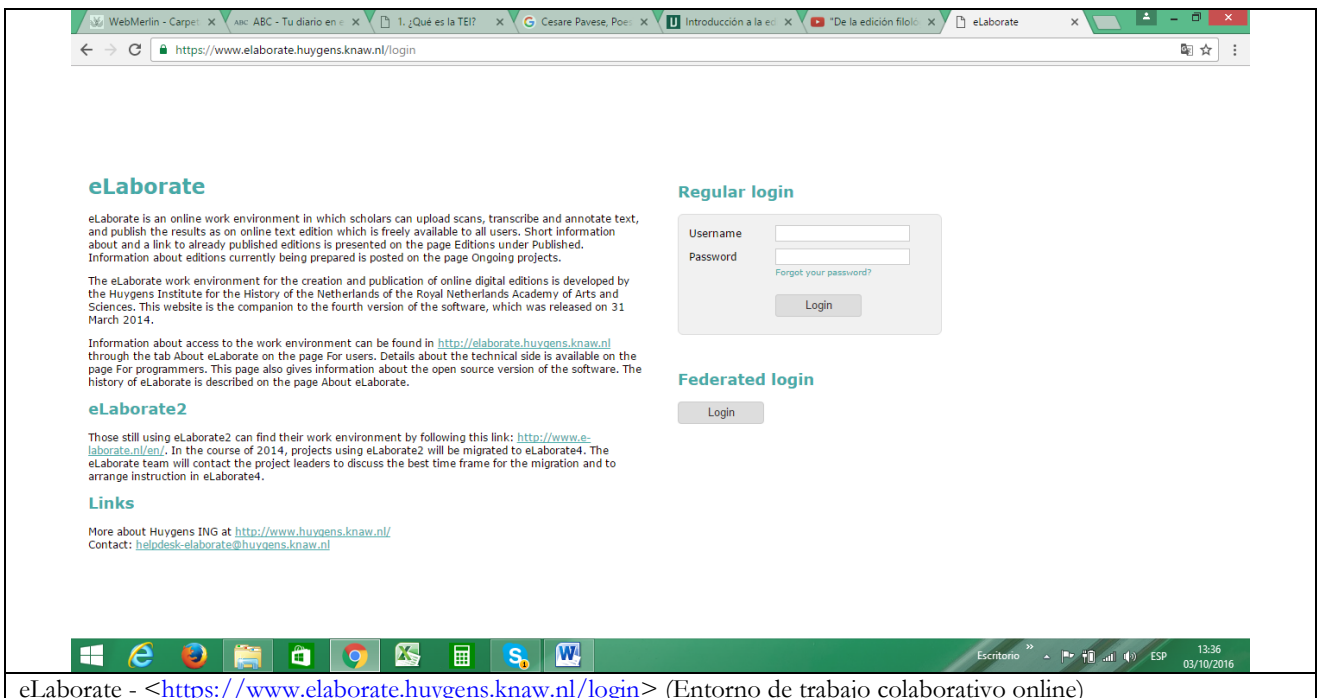 WebMerlin - Carpet
ABC - Tu diario en e
1. ¿Qué es la TEI?
Cesare Pavese, Poes
Introducción a la ed
"De la edición filoló
eLaborate
https://www.elaborate.huygens.knaw.nl/login
eLaborate
eLaborate is an online work environment in which scholars can upload scans, transcribe and annotate text,
and publish the results as on online text edition which is freely available to all users. Short information
about and a link to already published editions is presented on the page Editions under Published.
Information about editions currently being prepared is posted on the page Ongoing projects.
The eLaborate work environment for the creation and publication of online digital editions is developed by
the Huygens Institute for the History of the Netherlands of the Royal Netherlands Academy of Arts and
Sciences. This website is the companion to the fourth version of the software, which was released on 31
March 2014.
Information about access to the work environment can be found in http://elaborate.huygens.knaw.nl
through the tab About eLaborate on the page For users. Details about the technical side is available on the
page For programmers. This page also gives information about the open source version of the software. The
history of eLaborate is described on the page About eLaborate.
eLaborate2
Those still using eLaborate2 can find their work environment by following this link: http://www.e-
laborate.nl/en/. In the course of 2014, projects using eLaborate2 will be migrated to eLaborate4. The
eLaborate team will contact the project leaders to discuss the best time frame for the migration and to
arrange instruction in eLaborate4.
Links
More about Huygens ING at http://www.huygens.knaw.nl/
Contact: helpdesk-elaborate@huygens.knaw.nl
Regular login
Username
Password
Forgot your password?
Login
Federated login
Login
Escritorio
ESP
13:36
03/10/2016
eLaborate - <https://www.elaborate.huygens.knaw.nl/login> (Entorno de trabajo colaborativo online)